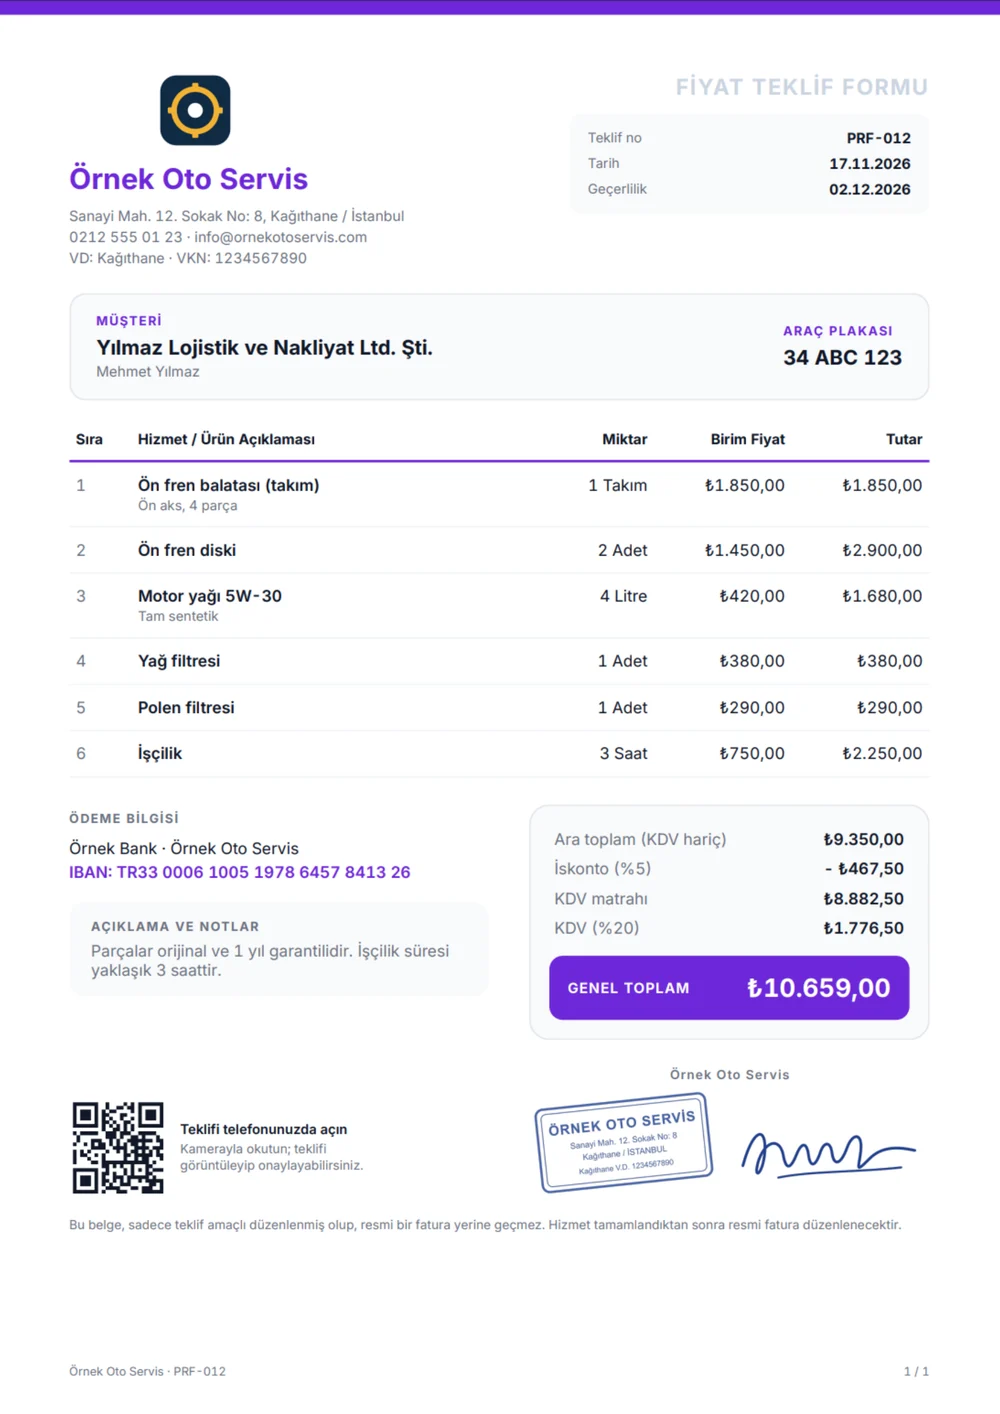 FİYAT TEKLİF FORMU
Örnek Oto Servis
Sanayi Mah. 12. Sokak No: 8, Kağıthane / İstanbul
0212 555 01 23 · info@ornekotoservis.com
VD: Kağıthane · VKN: 1234567890
Teklif no PRF-012
Tarih 17.11.2026
Geçerlilik 02.12.2026
MÜŞTERİ
Yılmaz Lojistik ve Nakliyat Ltd. Şti.
Mehmet Yılmaz
ARAÇ PLAKASI
34 ABC 123
Sıra Hizmet / Ürün Açıklaması Miktar Birim Fiyat Tutar
1 Ön fren balatası (takım) 1 Takım ₺1.850,00 ₺1.850,00
Ön aks, 4 parça
2 Ön fren diski 2 Adet ₺1.450,00 ₺2.900,00
3 Motor yağı 5W-30 4 Litre ₺420,00 ₺1.680,00
Tam sentetik
4 Yağ filtresi 1 Adet ₺380,00 ₺380,00
5 Polen filtresi 1 Adet ₺290,00 ₺290,00
6 İşçilik 3 Saat ₺750,00 ₺2.250,00
ÖDEME BİLGİSİ
Örnek Bank · Örnek Oto Servis
IBAN: TR33 0006 1005 1978 6457 8413 26
AÇIKLAMA VE NOTLAR
Parçalar orijinal ve 1 yıl garantilidir. İşçilik süresi
yaklaşık 3 saattir.
Ara toplam (KDV hariç) ₺9.350,00
İskonto (%5) - ₺467,50
KDV matrahı ₺8.882,50
KDV (%20) ₺1.776,50
GENEL TOPLAM ₺10.659,00
Örnek Oto Servis
Teklifi telefonunuzda açın
Kamerayla okutun; teklifi
görüntüleyip onaylayabilirsiniz.
ÖRNEK OTO SERVİS
Sanayi Mah. 12. Sokak No: 8
Kağıthane / İSTANBUL
Kağıthane V.D. 1234567890
Bu belge, sadece teklif amaçlı düzenlenmiş olup, resmi bir fatura yerine geçmez. Hizmet tamamlandıktan sonra resmi fatura düzenlenecektir.
Örnek Oto Servis · PRF-012
1 / 1